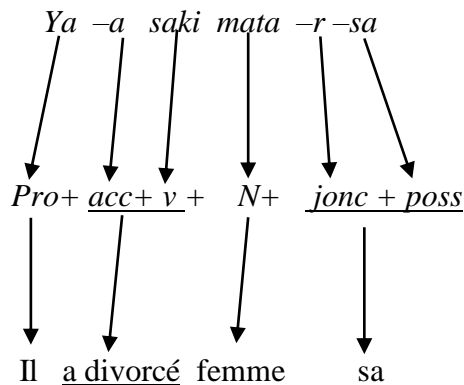 Ya –a saki mata –r –sa
Pro+ acc+ v + N+ jonc + poss
Il a divorcé femme sa